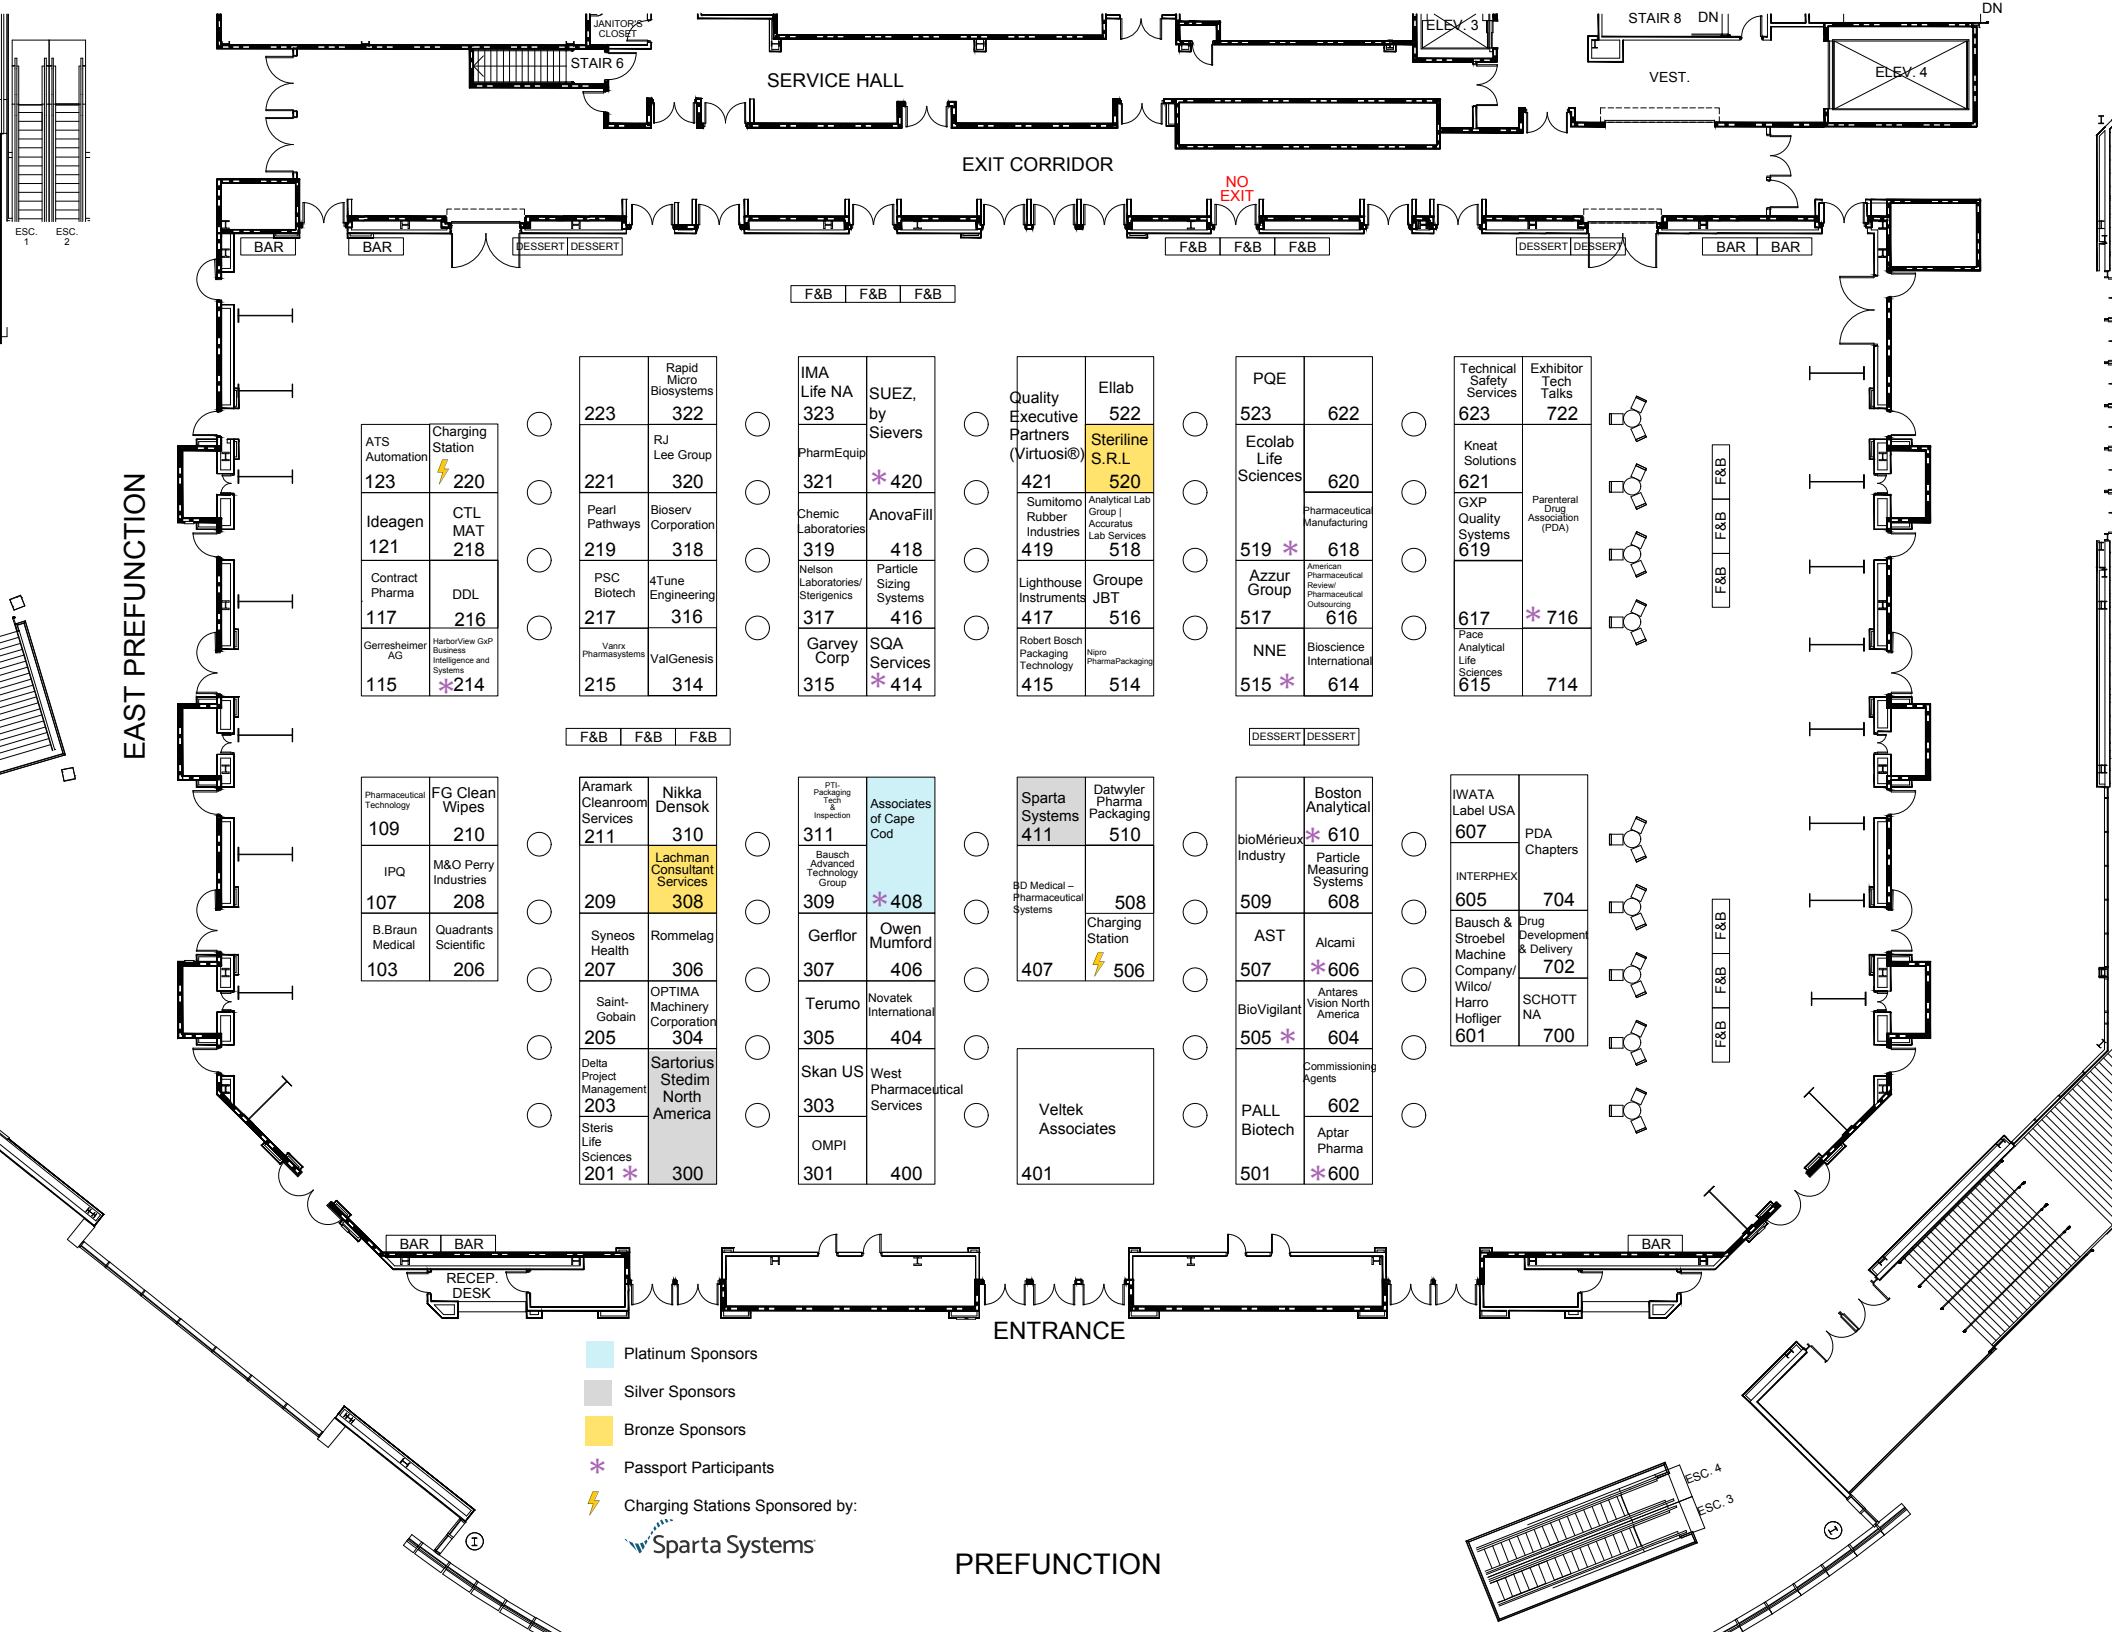 JANITOR'S
CLOSET
STAIR 6
SERVICE HALL
ELEV. 3
STAIR 8 DN
DN
VEST.
ELEV. 4
EXIT CORRIDOR
NO
EXIT
ESC.
1
ESC.
2
BAR
BAR
DESSERT DESSERT
F&B F&B F&B
DESSERT DESSERT
BAR BAR
F&B F&B F&B
EAST PREFUNCTION
ATS
Automation
123
Charging
Station
220
Ideagen
121
CTL
MAT
218
Contract
Pharma
117
DDL
216
Gerresheimer
AG
115
HarborView GxP
Business
Intelligence and
Systems
*214
223
Rapid
Micro
Biosystems
322
221
RJ
Lee Group
320
Pearl
Pathways
219
Bioserv
Corporation
318
PSC
Biotech
217
4Tune
Engineering
316
Vanrx
Pharmasystems
215
ValGenesis
314
IMA
Life NA
323
SUEZ,
by
Sievers
* 420
PharmEquip
321
Chemic
Laboratories
319
AnovaFill
418
Nelson
Laboratories/
Sterigenics
317
Particle
Sizing
Systems
416
Garvey
Corp
315
SQA
Services
* 414
Quality
Executive
Partners
(Virtuosi®)
421
Ellab
522
Steriline
S.R.L
520
Sumitomo
Rubber
Industries
419
Analytical Lab
Group |
Accuratus
Lab Services
518
Lighthouse
Instruments
417
Groupe
JBT
516
Robert Bosch
Packaging
Technology
415
Nipro
PharmaPackaging
514
PQE
523
622
Ecolab
Life
Sciences
519 *
620
Pharmaceutical
Manufacturing
618
Azzur
Group
517
American
Pharmaceutical
Review/
Pharmaceutical
Outsourcing
616
NNE
515 *
Bioscience
International
614
Technical
Safety
Services
623
Exhibitor
Tech
Talks
722
Kneat
Solutions
621
GXP
Quality
Systems
619
Parenteral
Drug
Association
(PDA)
* 716
617
Pace
Analytical
Life
Sciences
615
714
F&B F&B F&B
F&B F&B F&B
DESSERT DESSERT
Pharmaceutical
Technology
109
FG Clean
Wipes
210
IPQ
107
M&O Perry
Industries
208
B.Braun
Medical
103
Quadrants
Scientific
206
Aramark
Cleanroom
Services
211
Nikka
Densok
310
209
Lachman
Consultant
Services
308
Syneos
Health
207
Rommelag
306
Saint-
Gobain
205
OPTIMA
Machinery
Corporation
304
Delta
Project
Management
203
Sartorius
Stedim
North
America
300
Steris
Life
Sciences
201 *
PTI-
Packaging
Tech
&
Inspection
311
Associates
of Cape
Cod
* 408
Bausch
Advanced
Technology
Group
309
Gerflor
307
Owen
Mumford
406
Terumo
305
Novatek
International
404
Skan US
303
West
Pharmaceutical
Services
400
OMPI
301
Sparta
Systems
411
Datwyler
Pharma
Packaging
510
BD Medical –
Pharmaceutical
Systems
407
508
Charging
Station
506
Veltek
Associates
401
bioMérieux
Industry
509
Boston
Analytical
* 610
Particle
Measuring
Systems
608
AST
507
Alcami
*606
BioVigilant
505 *
Antares
Vision North
America
604
PALL
Biotech
501
Commissioning
Agents
602
Aptar
Pharma
*600
IWATA
Label USA
607
PDA
Chapters
704
INTERPHEX
605
Bausch &
Stroebel
Machine
Company/
Wilco/
Harro
Hofliger
601
Drug
Development
& Delivery
702
SCHOTT
NA
700
F&B F&B F&B
BAR BAR
RECEP.
DESK
BAR
ENTRANCE
Platinum Sponsors
Silver Sponsors
Bronze Sponsors
* Passport Participants
Charging Stations Sponsored by:
Sparta Systems
PREFUNCTION
ESC. 4
ESC. 3